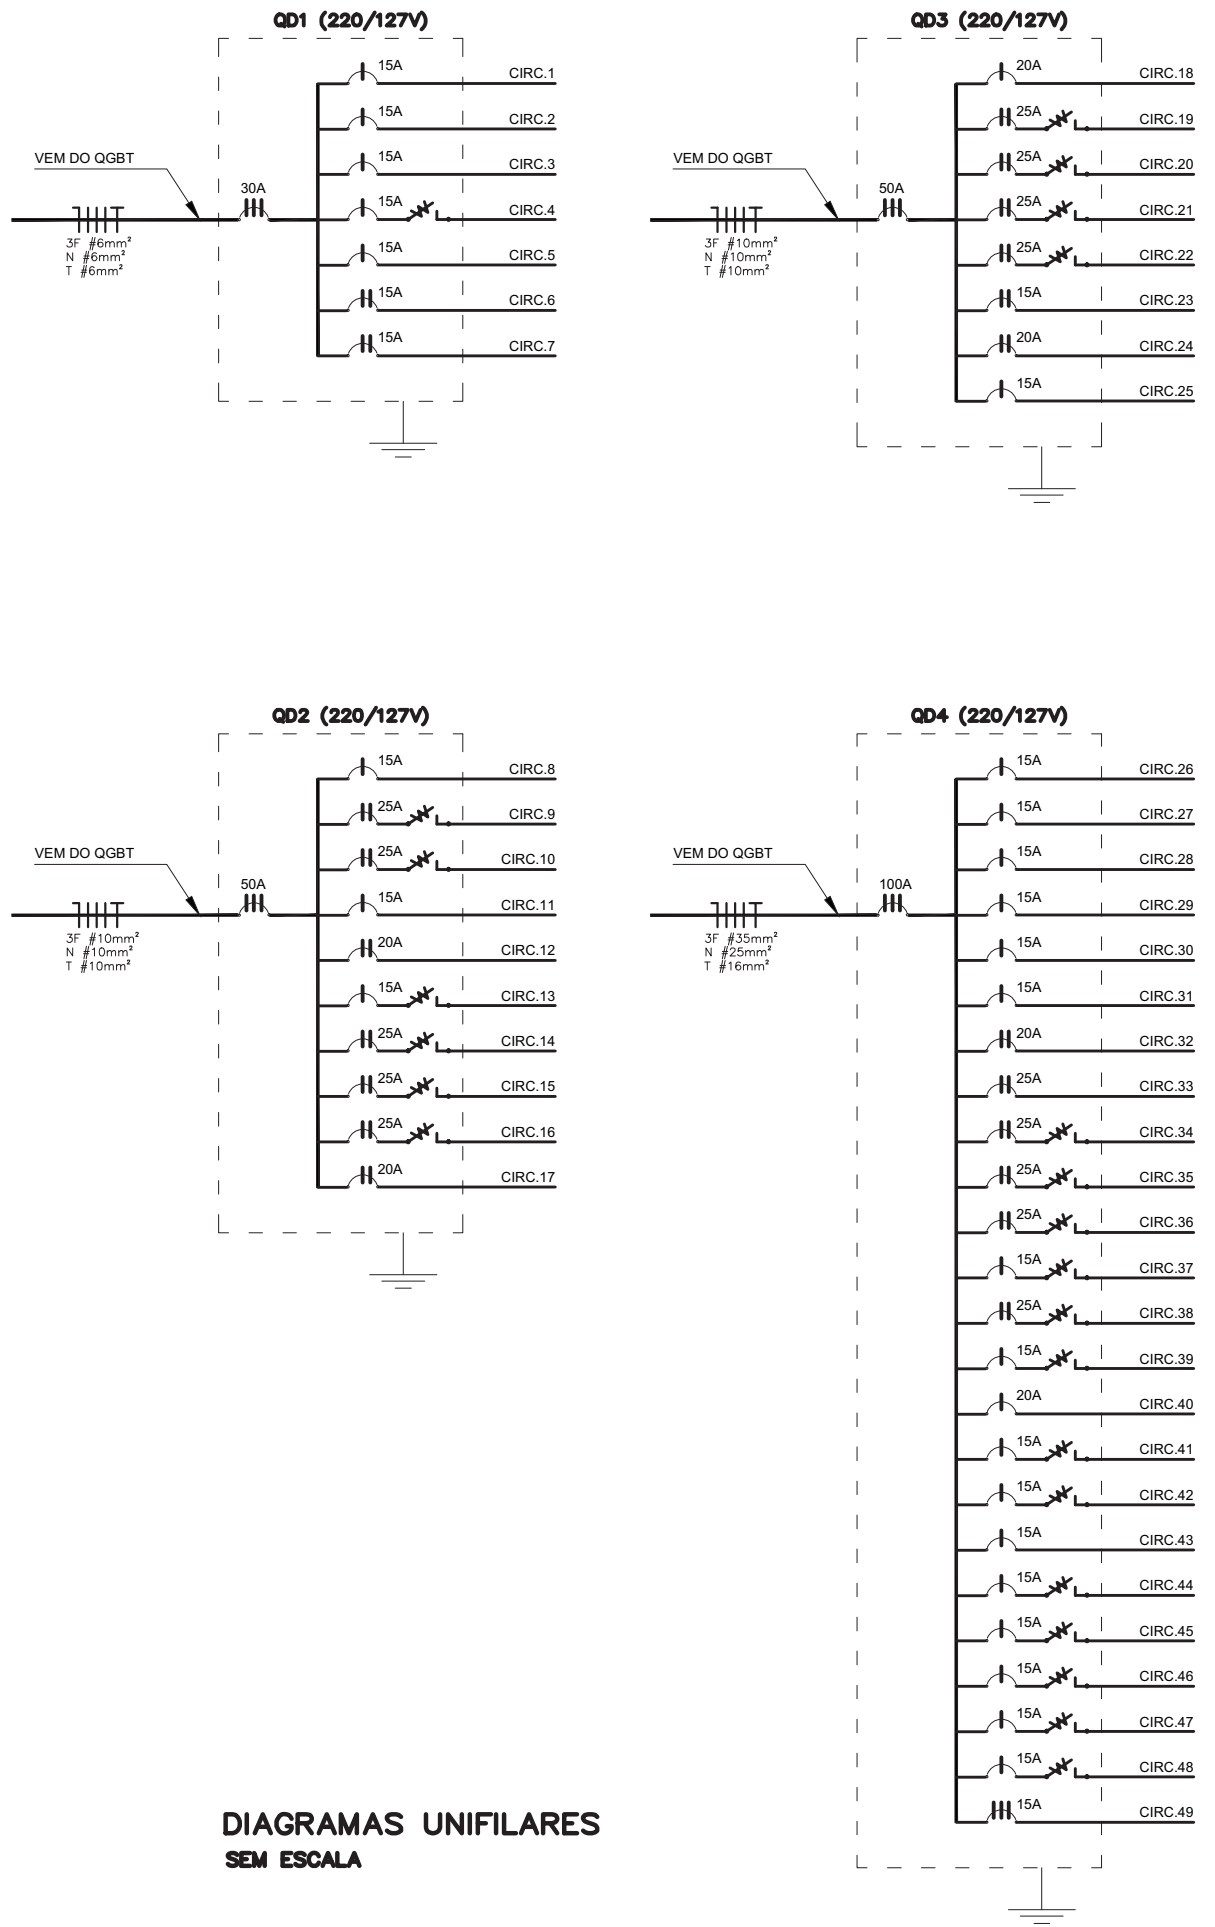 QD1 (220/127V)
15A CIRC.1
15A CIRC.2
15A CIRC.3
VEM DO QGBT
30A
15A CIRC.4
3F #6mm²
N #6mm²
T #6mm²
15A CIRC.5
15A CIRC.6
15A CIRC.7
QD3 (220/127V)
20A CIRC.18
25A CIRC.19
25A CIRC.20
VEM DO QGBT
50A
25A CIRC.21
3F #10mm²
N #10mm²
T #10mm²
25A CIRC.22
15A CIRC.23
20A CIRC.24
15A CIRC.25
QD2 (220/127V)
15A CIRC.8
25A CIRC.9
25A CIRC.10
VEM DO QGBT
50A
15A CIRC.11
3F #10mm²
N #10mm²
T #10mm²
20A CIRC.12
15A CIRC.13
25A CIRC.14
25A CIRC.15
25A CIRC.16
20A CIRC.17
QD4 (220/127V)
15A CIRC.26
15A CIRC.27
15A CIRC.28
VEM DO QGBT
100A
15A CIRC.29
3F #35mm²
N #25mm²
T #16mm²
15A CIRC.30
15A CIRC.31
20A CIRC.32
25A CIRC.33
25A CIRC.34
25A CIRC.35
25A CIRC.36
15A CIRC.37
25A CIRC.38
15A CIRC.39
20A CIRC.40
15A CIRC.41
15A CIRC.42
15A CIRC.43
15A CIRC.44
15A CIRC.45
15A CIRC.46
15A CIRC.47
15A CIRC.48
15A CIRC.49
DIAGRAMAS UNIFILARES
SEM ESCALA